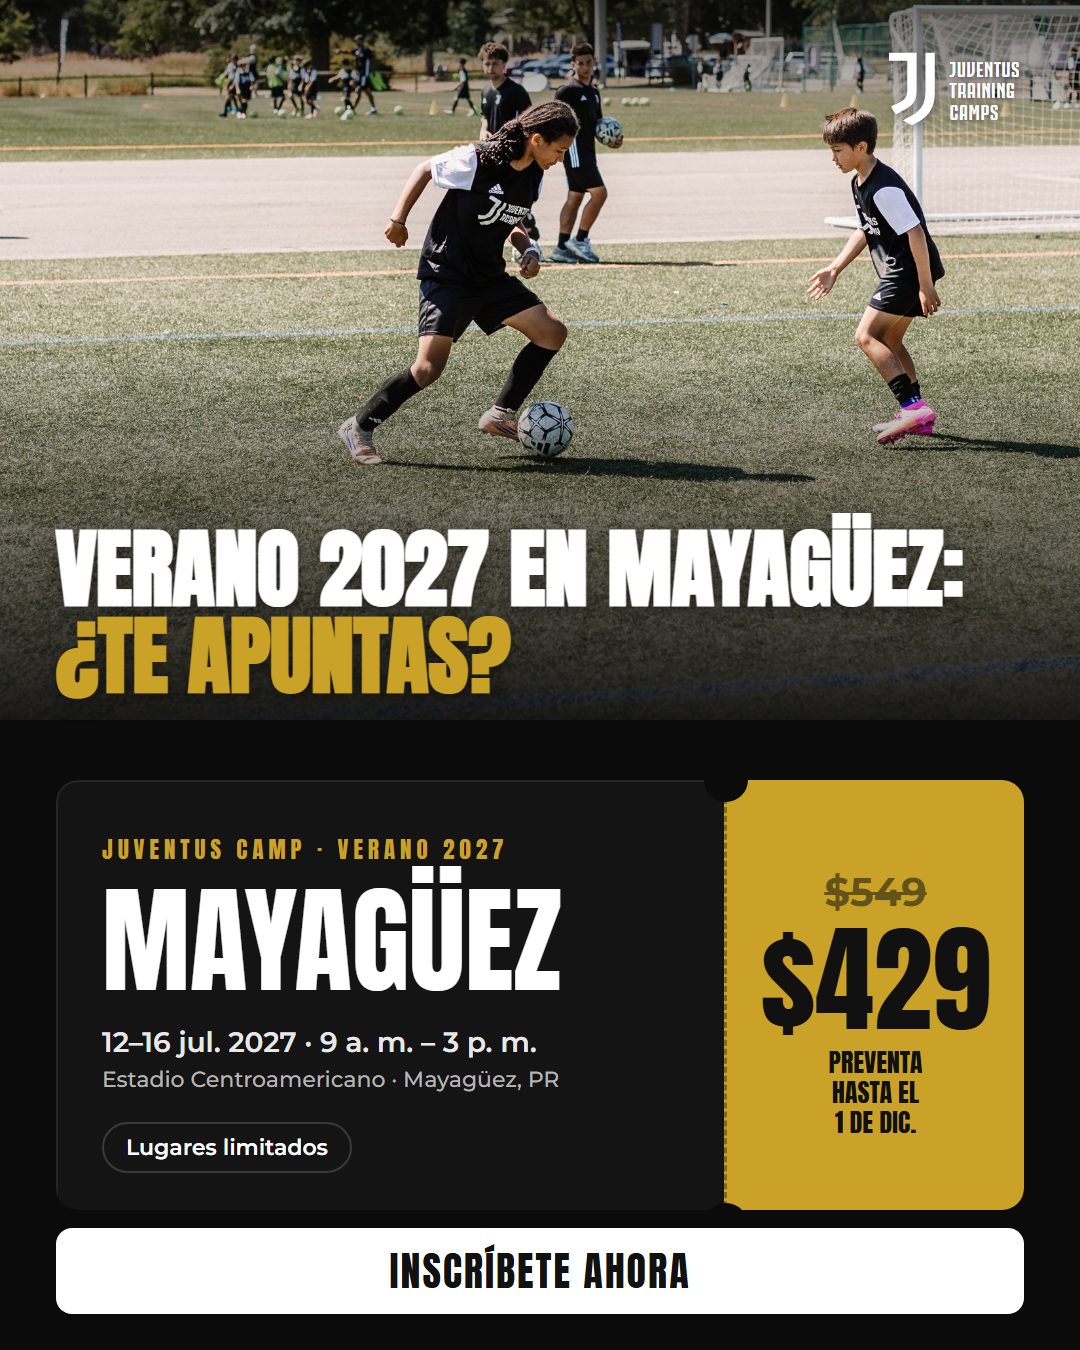 JUVENTUS
TRAINING
CAMPS
VERANO 2027 EN MAYAGÜEZ:
¿TE APUNTAS?
JUVENTUS CAMP · VERANO 2027
MAYAGÜEZ
12–16 jul. 2027 · 9 a. m. – 3 p. m.
Estadio Centroamericano · Mayagüez, PR
Lugares limitados
$549
$429
PREVENTA
HASTA EL
1 DE DIC.
INSCRÍBETE AHORA